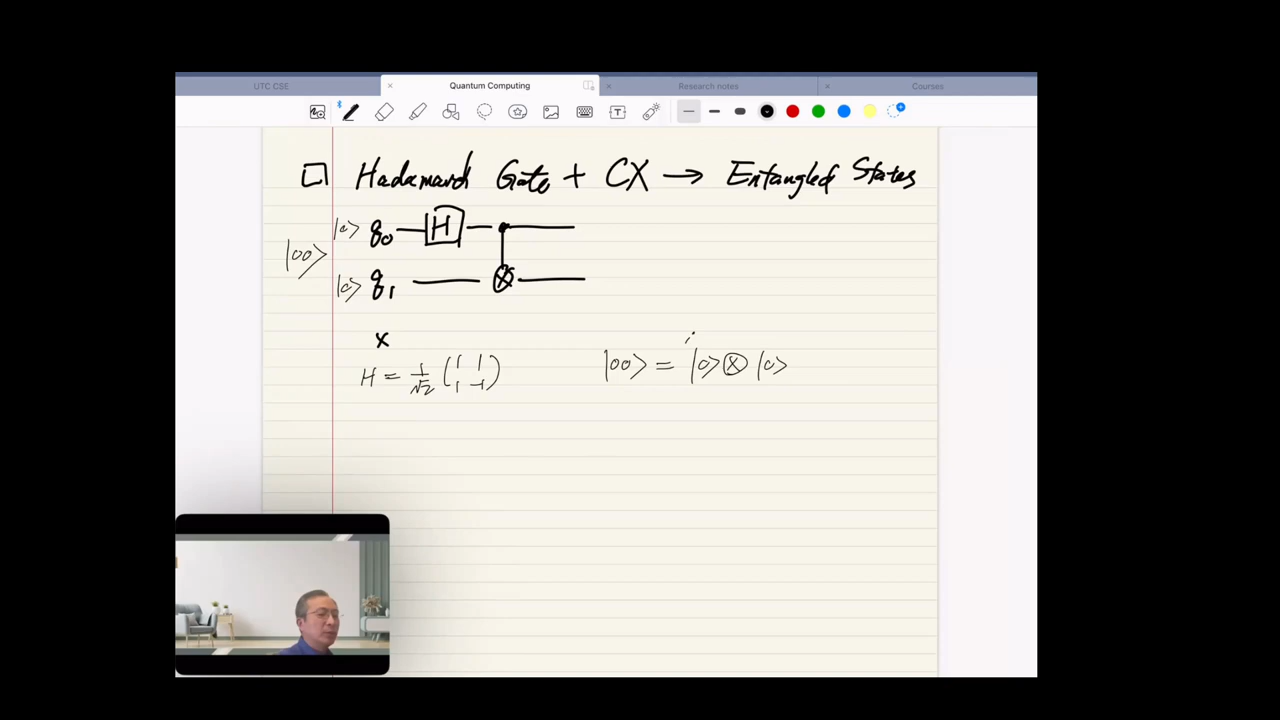 UTC CSE Quantum Computing Research notes Courses
□ Hadamard Gate + CX → Entangled States
|0⟩ q₀ H
|00⟩
|0⟩ q₁
x
H = 1/√2 (1 1 1 -1) |00⟩ = |0⟩ ⊗ |0⟩